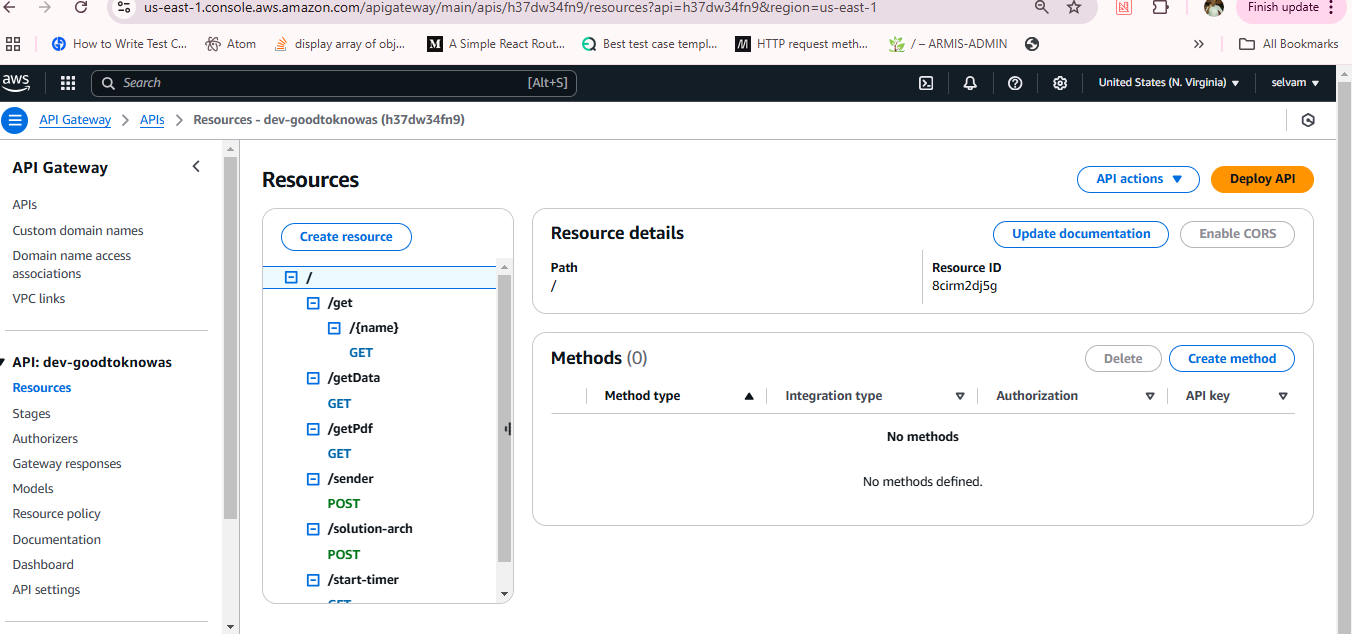 us-east-1.console.aws.amazon.com/apigateway/main/apis/h37dw34fn9/resources?api=h37dw34fn9&region=us-east-1
Finish update
How to Write Test C...
Atom
display array of obj...
A Simple React Rout...
Best test case templ...
HTTP request meth...
/ – ARMIS-ADMIN
All Bookmarks
aws
Search
[Alt+S]
United States (N. Virginia)
selvam
API Gateway
APIs
Resources - dev-goodtoknowas (h37dw34fn9)
API Gateway
APIs
Custom domain names
Domain name access
associations
VPC links
API: dev-goodtoknowas
Resources
Stages
Authorizers
Gateway responses
Models
Resource policy
Documentation
Dashboard
API settings
Resources
API actions
Deploy API
Create resource
/
/get
/{name}
GET
/getData
GET
/getPdf
GET
/sender
POST
/solution-arch
POST
/start-timer
GET
Resource details
Update documentation
Enable CORS
Path
/
Resource ID
8cirm2dj5g
Methods (0)
Delete
Create method
Method type
Integration type
Authorization
API key
No methods
No methods defined.